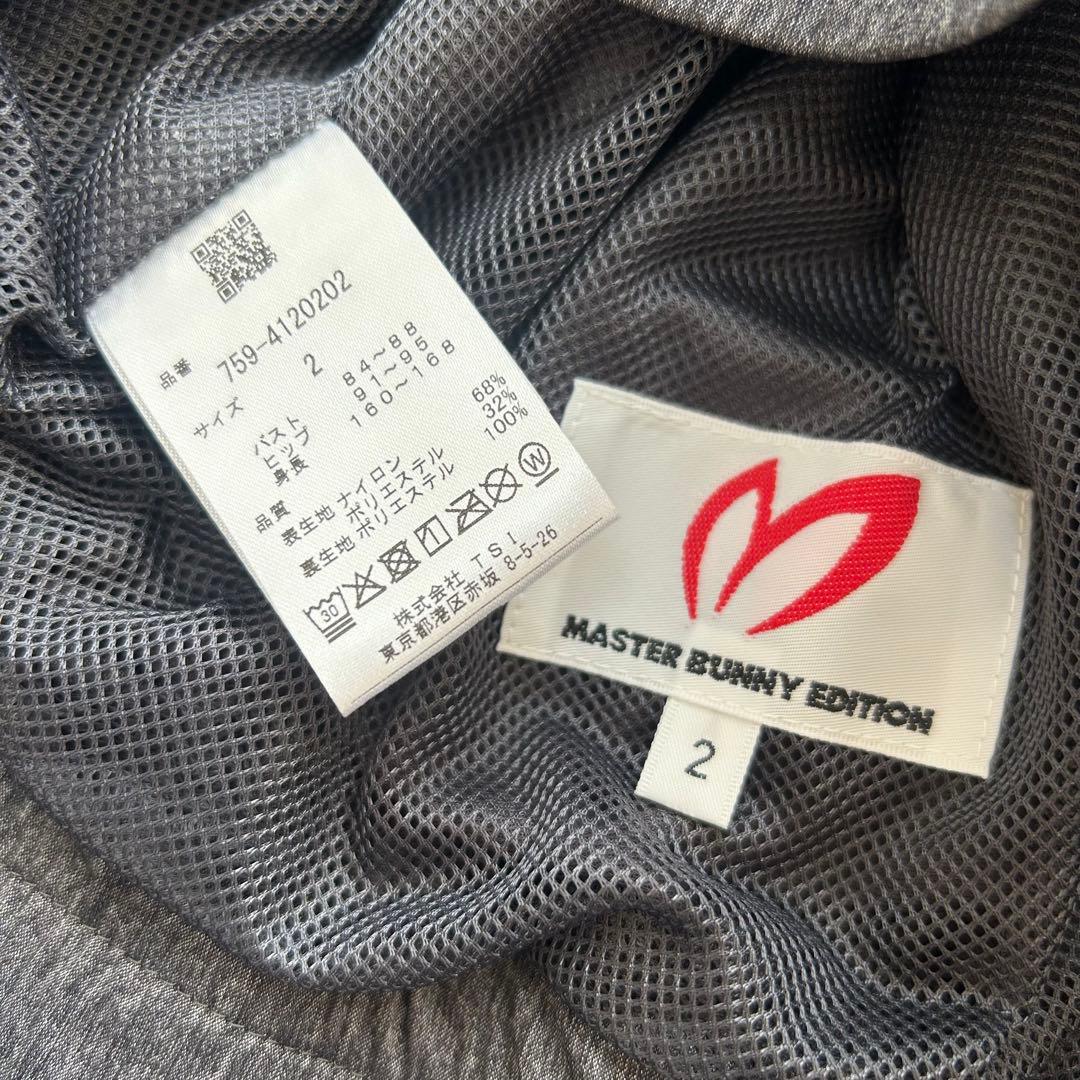 品番 759-4120202
サイズ 2
バスト 84～88
ヒップ 91～95
身長 160～168
品質
表生地 ナイロン 68%
ポリエステル 32%
裏生地 ポリエステル 100%
30
W
株式会社 TSI
東京都港区赤坂 8-5-26
MASTER BUNNY EDITION
2